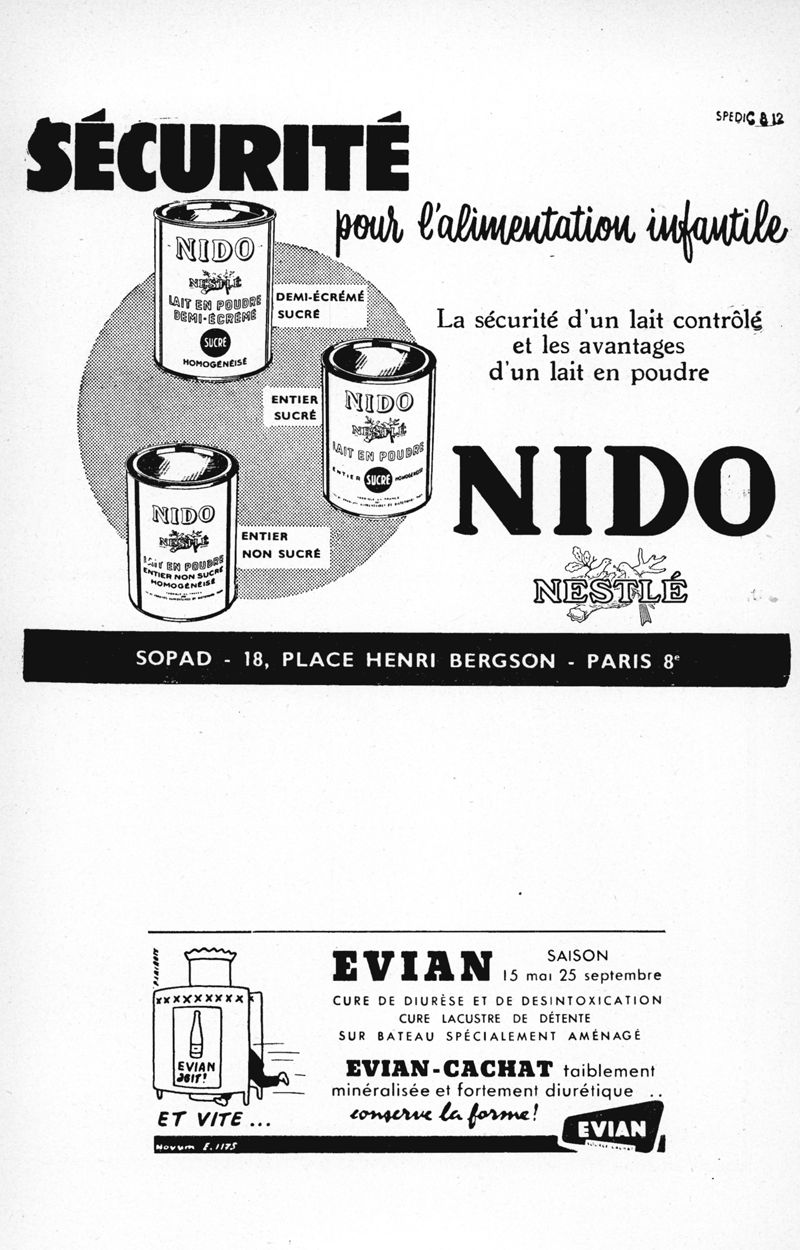 SPEDIC 812
SÉCURITÉ
pour l'alimentation infantile
NIDO
NESTLÉ
LAIT EN POUDRE
DEMI-ÉCRÉMÉ
SUCRÉ
HOMOGÉNÉISÉ
DEMI-ÉCRÉMÉ
SUCRÉ
La sécurité d'un lait contrôlé
et les avantages
d'un lait en poudre
ENTIER
SUCRÉ
NIDO
NESTLÉ
LAIT EN POUDRE
ENTIER SUCRÉ HOMOGÉNÉISÉ
NIDO
NESTLÉ
LAIT EN POUDRE
ENTIER NON SUCRÉ
HOMOGÉNÉISÉ
ENTIER
NON SUCRÉ
NIDO
NESTLÉ
SOPAD - 18, PLACE HENRI BERGSON - PARIS 8e
EVIAN
AGIT!
ET VITE...
Novum E.1175
EVIAN
SAISON
15 mai 25 septembre
CURE DE DIURÈSE ET DE DESINTOXICATION
CURE LACUSTRE DE DÉTENTE
SUR BATEAU SPÉCIALEMENT AMÉNAGÉ
EVIAN-CACHAT taiblement
minéralisée et fortement diurétique ..
conserve la forme!
EVIAN